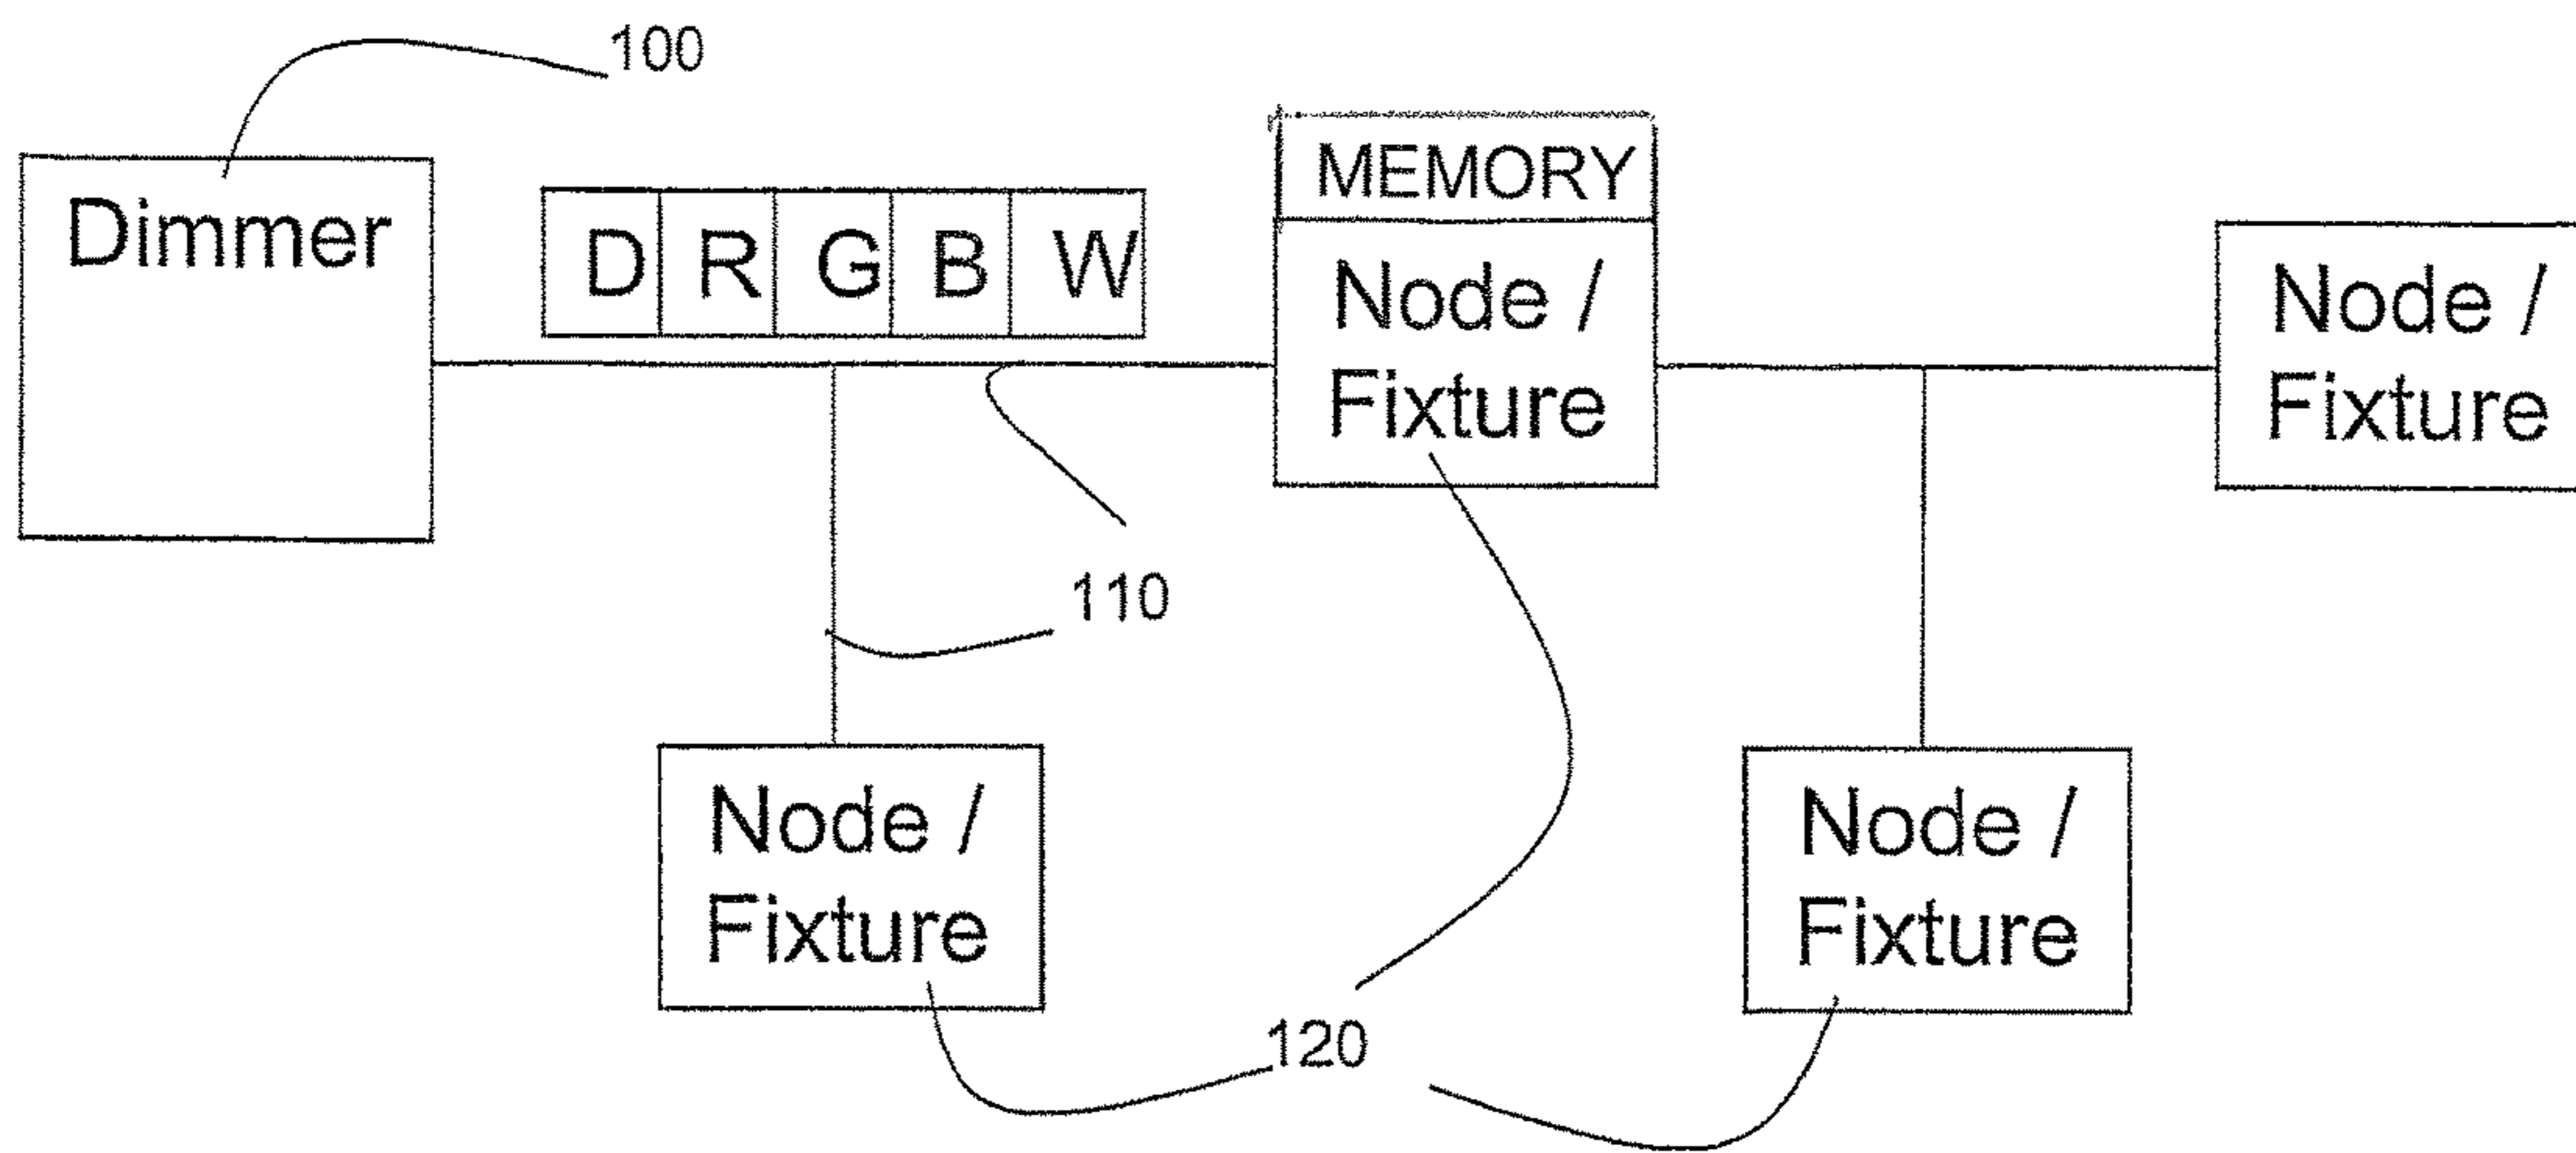 100
Dimmer
D R G B W
MEMORY
Node /
Fixture
Node /
Fixture
110
Node /
Fixture
Node /
Fixture
120